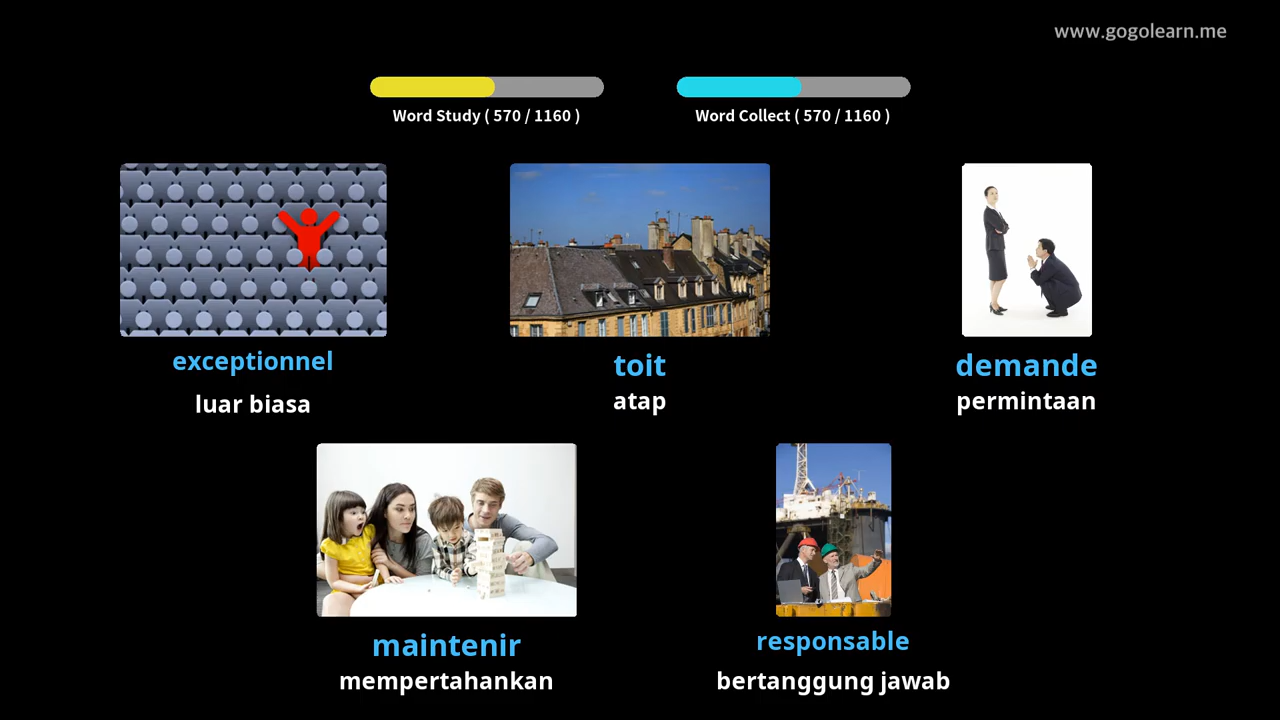 www.gogolearn.me
Word Study ( 570 / 1160 )
Word Collect ( 570 / 1160 )
exceptionnel
luar biasa
toit
atap
demande
permintaan
maintenir
mempertahankan
responsable
bertanggung jawab